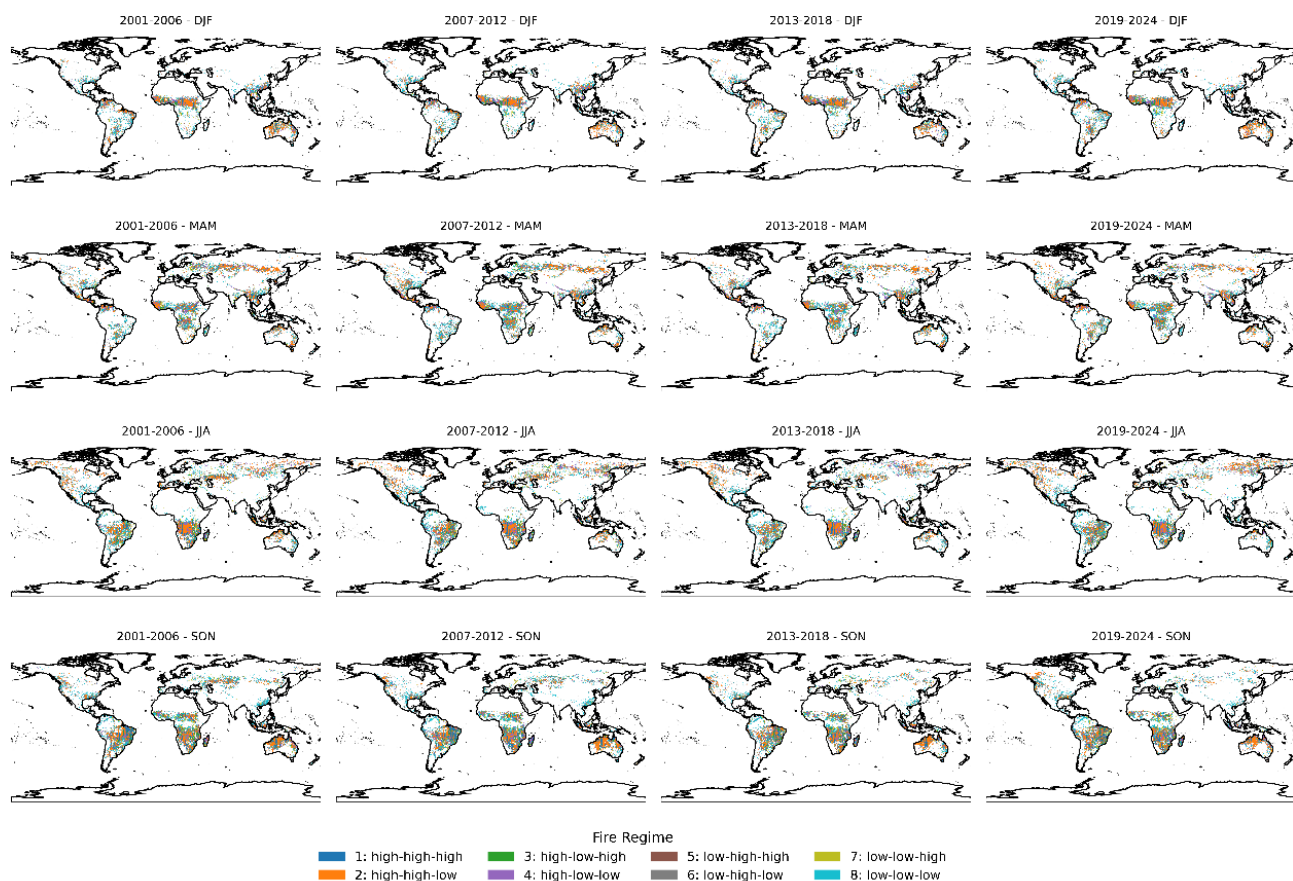 2001-2006 - DJF 2007-2012 - DJF 2013-2018 - DJF 2019-2024 - DJF
2001-2006 - MAM 2007-2012 - MAM 2013-2018 - MAM 2019-2024 - MAM
2001-2006 - JJA 2007-2012 - JJA 2013-2018 - JJA 2019-2024 - JJA
2001-2006 - SON 2007-2012 - SON 2013-2018 - SON 2019-2024 - SON
Fire Regime
1: high-high-high 3: high-low-high 5: low-high-high 7: low-low-high
2: high-high-low 4: high-low-low 6: low-high-low 8: low-low-low